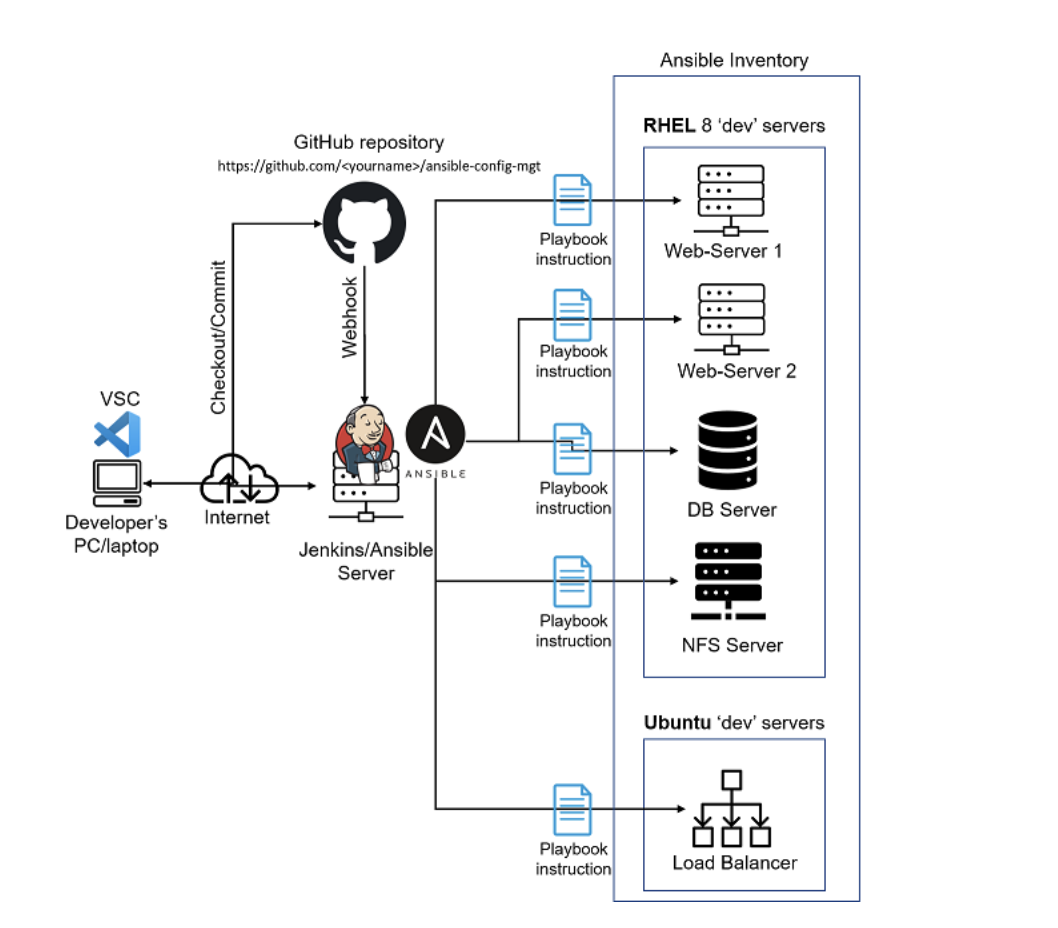 Ansible Inventory
RHEL 8 ‘dev’ servers
GitHub repository
https://github.com/<yourname>/ansible-config-mgt
Playbook
instruction
Web-Server 1
Checkout/Commit
Webhook
Playbook
instruction
Web-Server 2
VSC
ANSIBLE
Playbook
instruction
DB Server
Developer’s
PC/laptop
Internet
Jenkins/Ansible
Server
Playbook
instruction
NFS Server
Ubuntu ‘dev’ servers
Playbook
instruction
Load Balancer